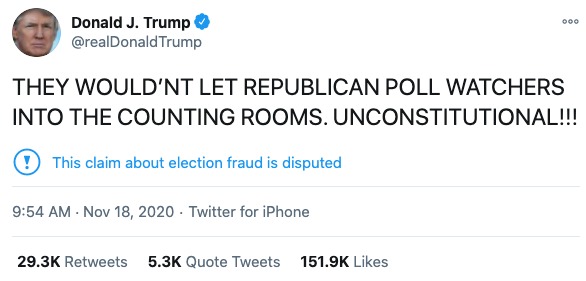 Donald J. Trump
@realDonaldTrump
THEY WOULD’NT LET REPUBLICAN POLL WATCHERS
INTO THE COUNTING ROOMS. UNCONSTITUTIONAL!!!
This claim about election fraud is disputed
9:54 AM · Nov 18, 2020 · Twitter for iPhone
29.3K Retweets 5.3K Quote Tweets 151.9K Likes